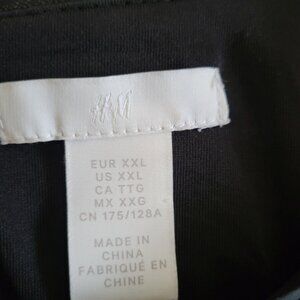 H&M
EUR XXL
US XXL
CA TTG
MX XXG
CN 175/128A
MADE IN
CHINA
FABRIQUÉ EN
CHINE